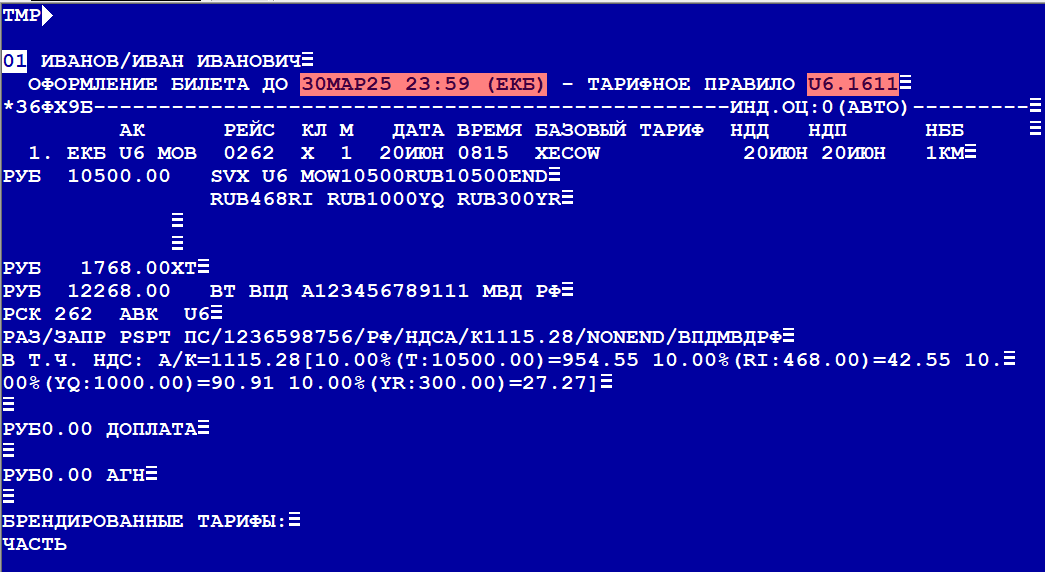 TMP
01 ИВАНОВ/ИВАН ИВАНОВИЧ
ОФОРМЛЕНИЕ БИЛЕТА ДО 30МАР25 23:59 (ЕКБ) - ТАРИФНОЕ ПРАВИЛО U6.1611
*36ФХ9Б-------------------------------------------------ИНД.ОЦ:0(АВТО)---------
АК РЕЙС КЛ М ДАТА ВРЕМЯ БАЗОВЫЙ ТАРИФ НДД НДП НББ
1. ЕКБ U6 МОВ 0262 X 1 20ИЮН 0815 XECOW 20ИЮН 20ИЮН 1КМ
РУБ 10500.00 SVX U6 MOW10500RUB10500END
RUB468RI RUB1000YQ RUB300YR
РУБ 1768.00XT
РУБ 12268.00 ВТ ВПД А123456789111 МВД РФ
РСК 262 АВК U6
РАЗ/ЗАПР PSPT ПС/1236598756/РФ/НДСА/К1115.28/NONEND/ВПДМВДРФ
В Т.Ч. НДС: А/К=1115.28[10.00%(Т:10500.00)=954.55 10.00%(RI:468.00)=42.55 10.
00%(YQ:1000.00)=90.91 10.00%(YR:300.00)=27.27]
РУБ0.00 ДОПЛАТА
РУБ0.00 АГН
БРЕНДИРОВАННЫЕ ТАРИФЫ:
ЧАСТЬ